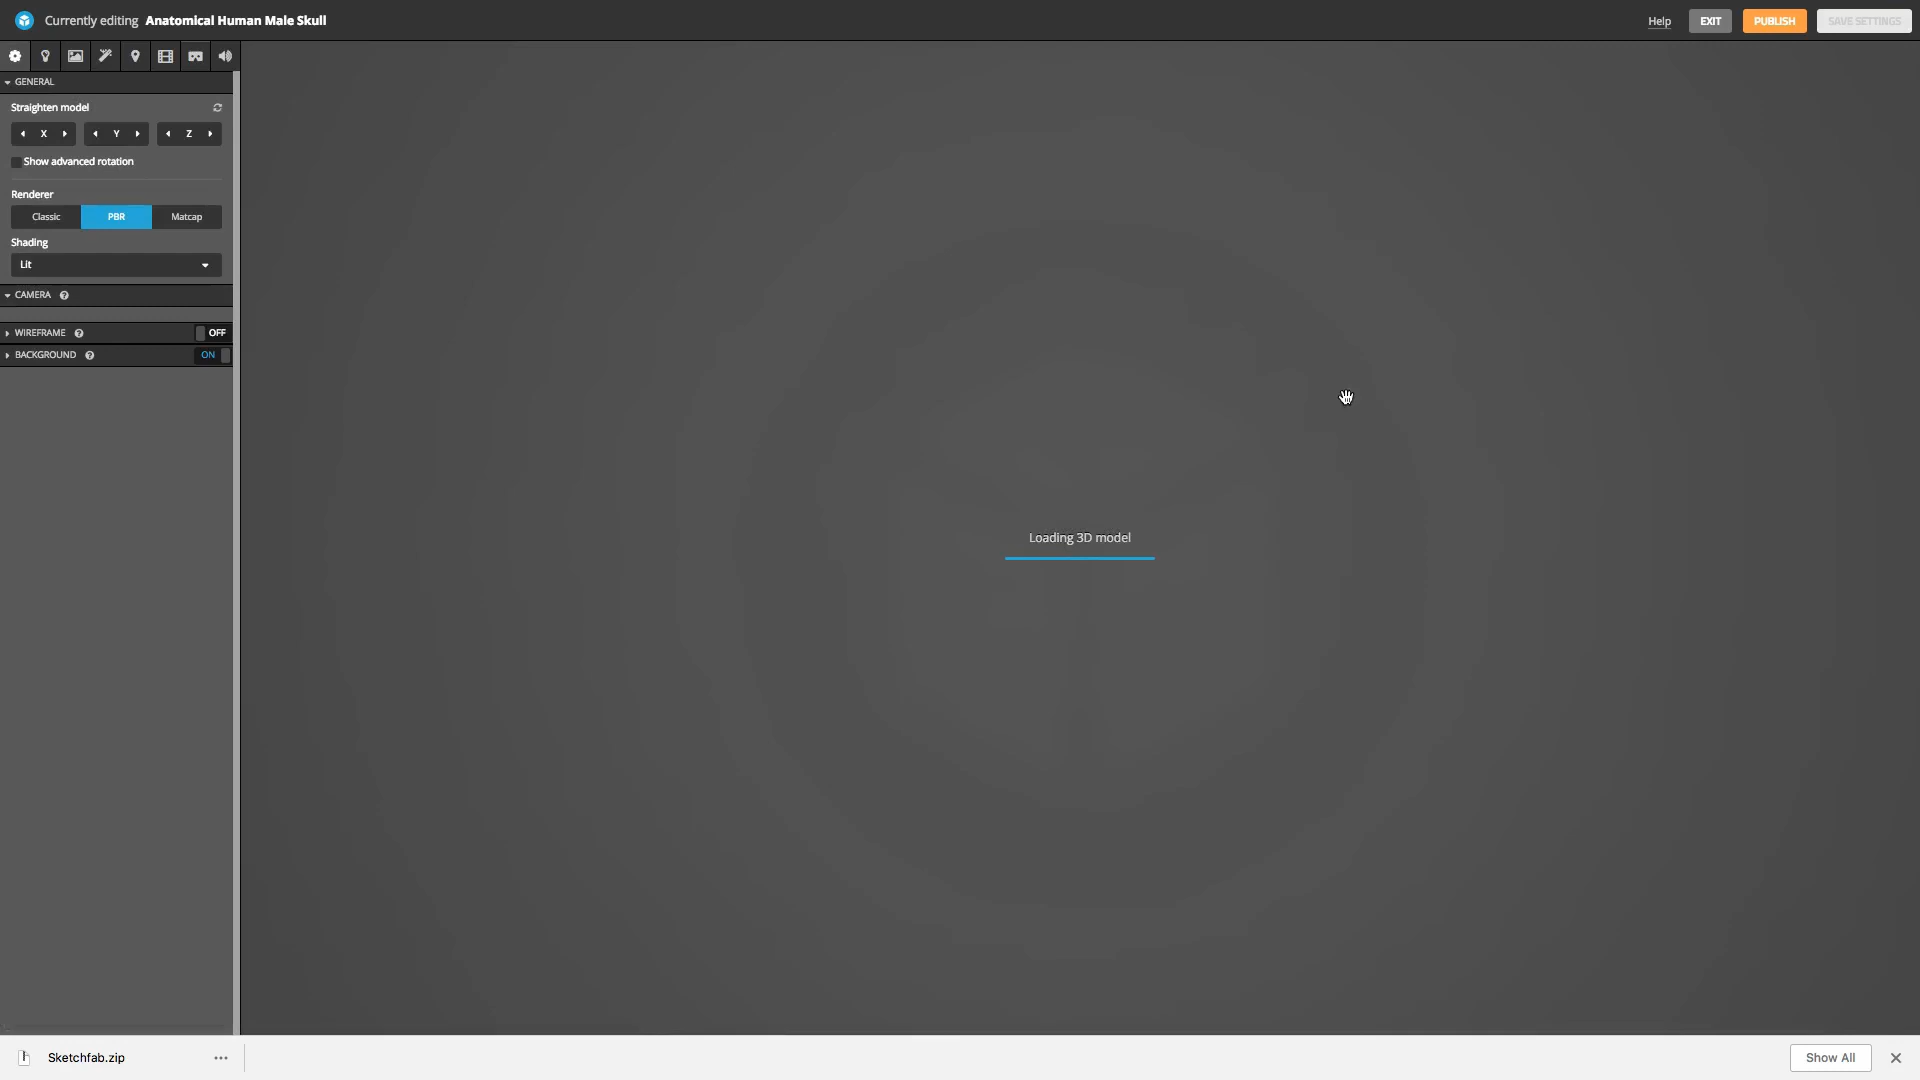 Currently editing Anatomical Human Male Skull
Help EXIT PUBLISH SAVE SETTINGS
GENERAL
Straighten model
X Y Z
Show advanced rotation
Renderer
Classic PBR Matcap
Shading
Lit
CAMERA ?
WIREFRAME ? OFF
BACKGROUND ? ON
Loading 3D model
Sketchfab.zip
Show All